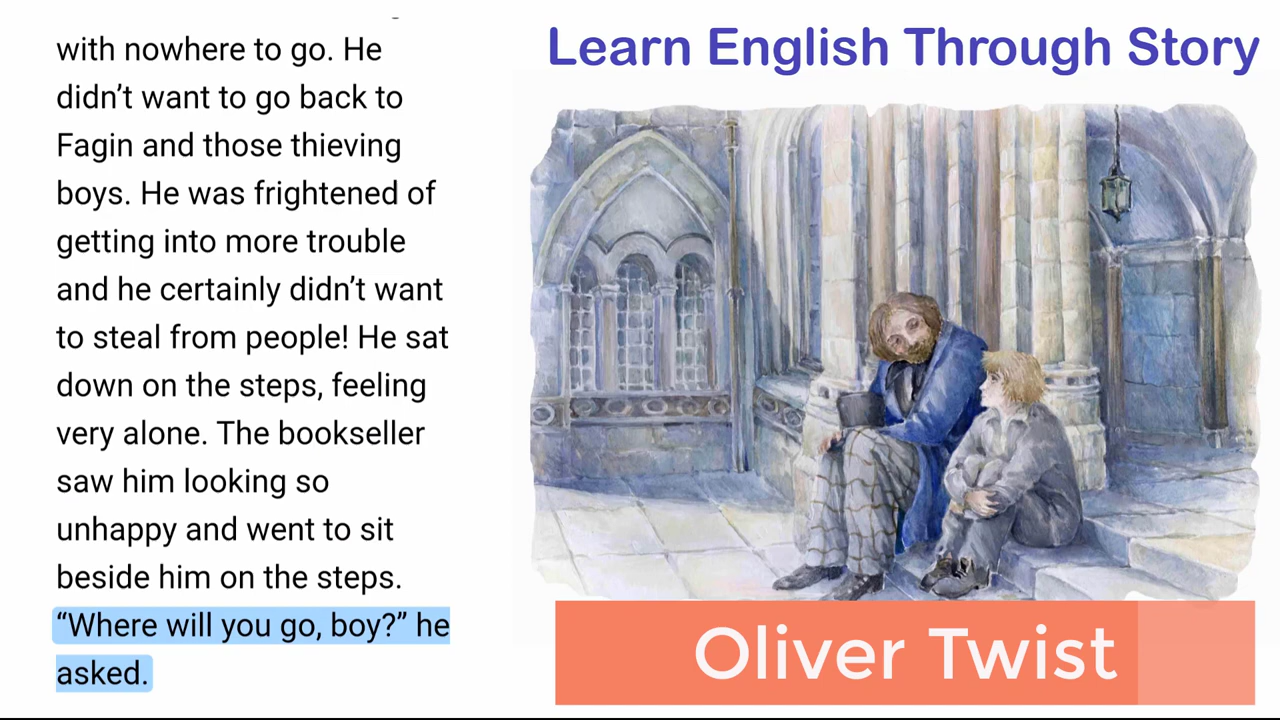 with nowhere to go. He
didn’t want to go back to
Fagin and those thieving
boys. He was frightened of
getting into more trouble
and he certainly didn’t want
to steal from people! He sat
down on the steps, feeling
very alone. The bookseller
saw him looking so
unhappy and went to sit
beside him on the steps.
“Where will you go, boy?” he
asked.
Learn English Through Story
Oliver Twist